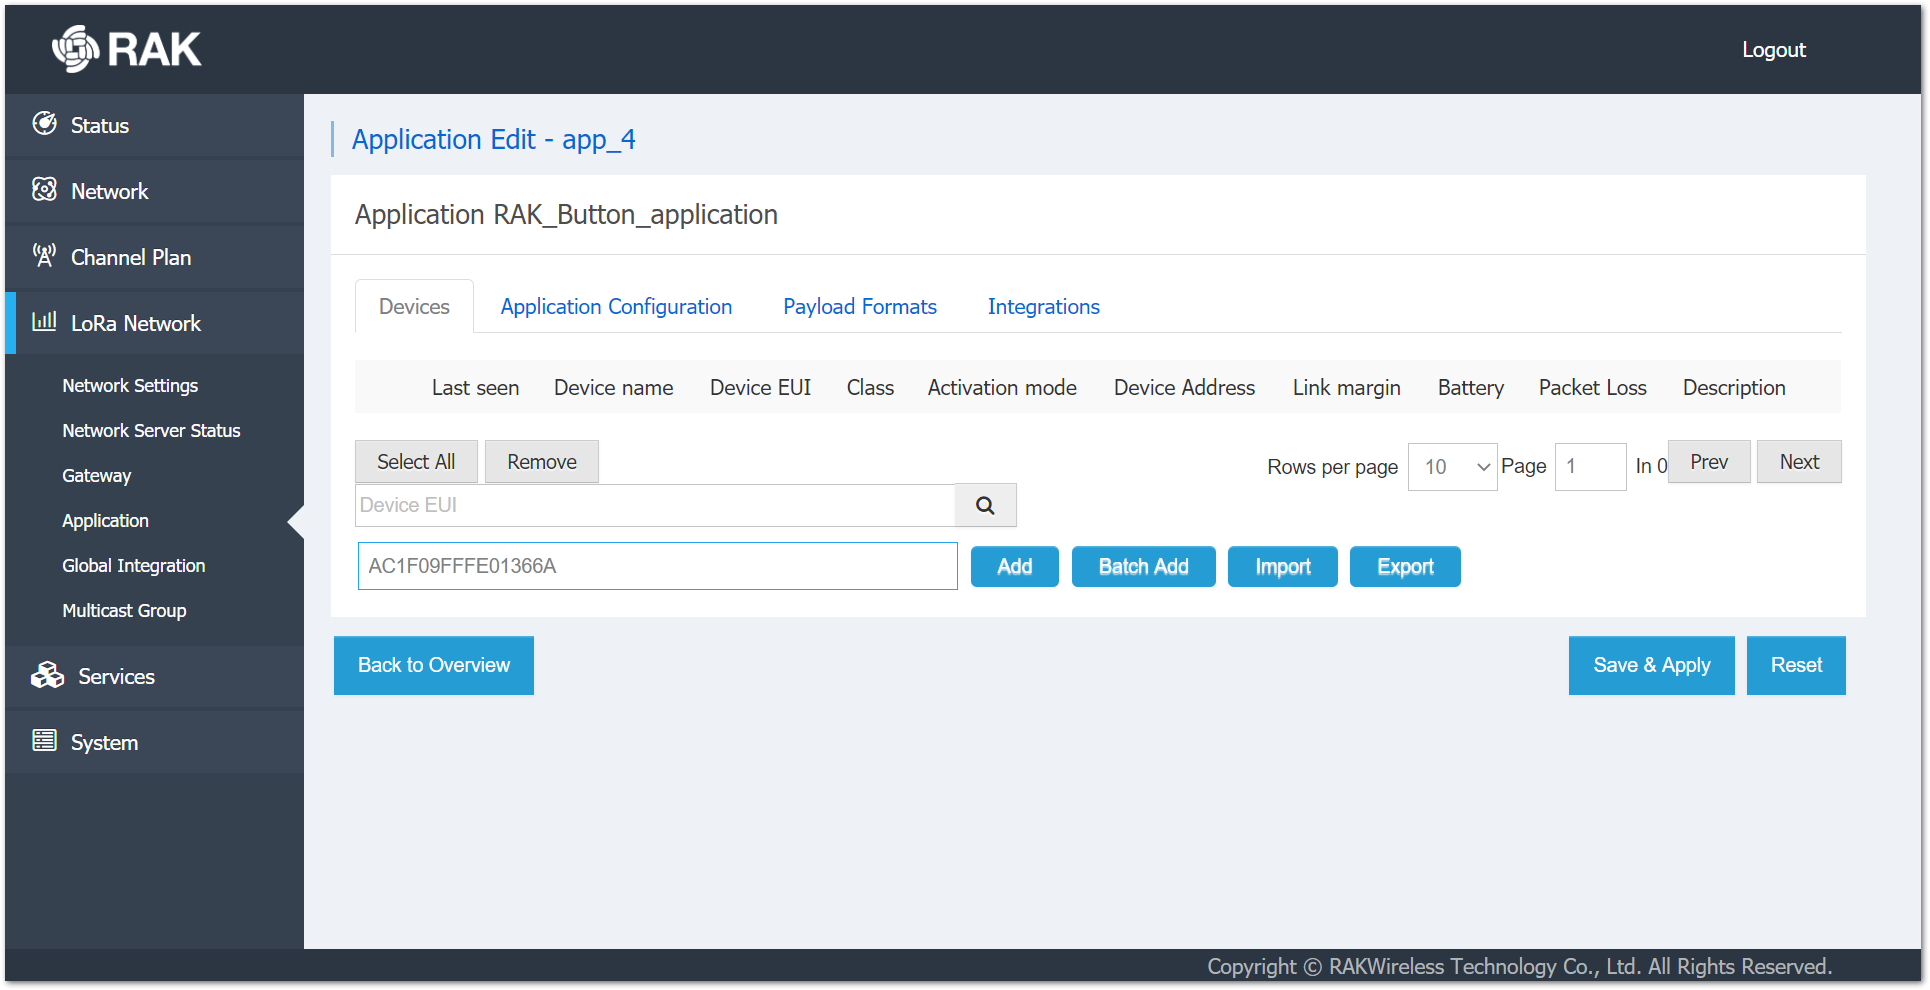 RAK
Logout
Status
Network
Channel Plan
LoRa Network
Network Settings
Network Server Status
Gateway
Application
Global Integration
Multicast Group
Services
System
Application Edit - app_4
Application RAK_Button_application
Devices Application Configuration Payload Formats Integrations
Last seen Device name Device EUI Class Activation mode Device Address Link margin Battery Packet Loss Description
Select All Remove Rows per page 10 Page 1 In 0 Prev Next
Device EUI
AC1F09FFFE01366A Add Batch Add Import Export
Back to Overview Save & Apply Reset
Copyright © RAKWireless Technology Co., Ltd. All Rights Reserved.